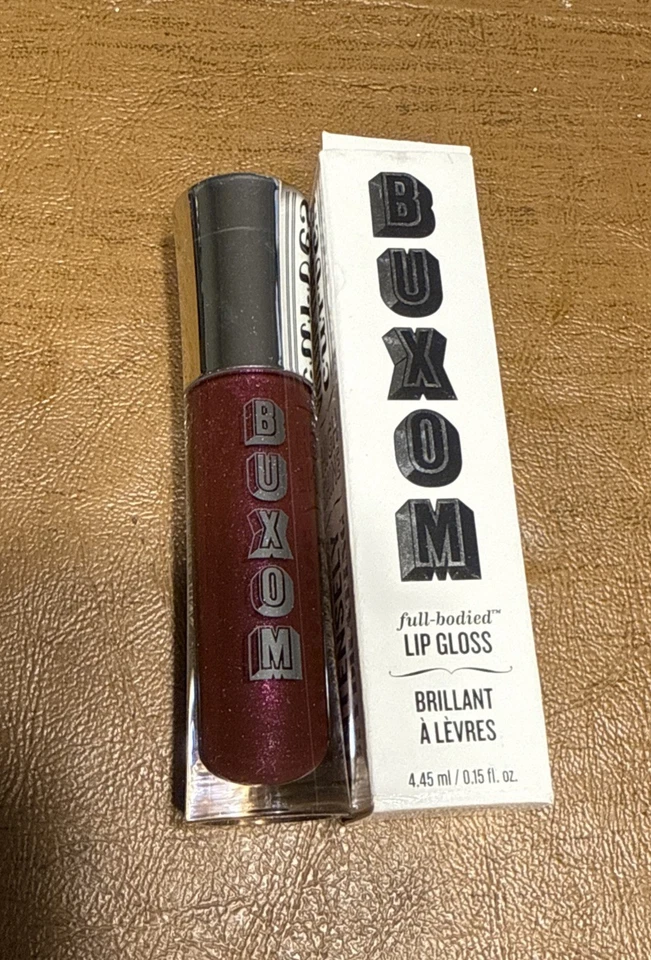 BUXOM
BUXOM
full-bodied™
LIP GLOSS
BRILLANT
À LÈVRES
4.45 ml / 0.15 fl. oz.